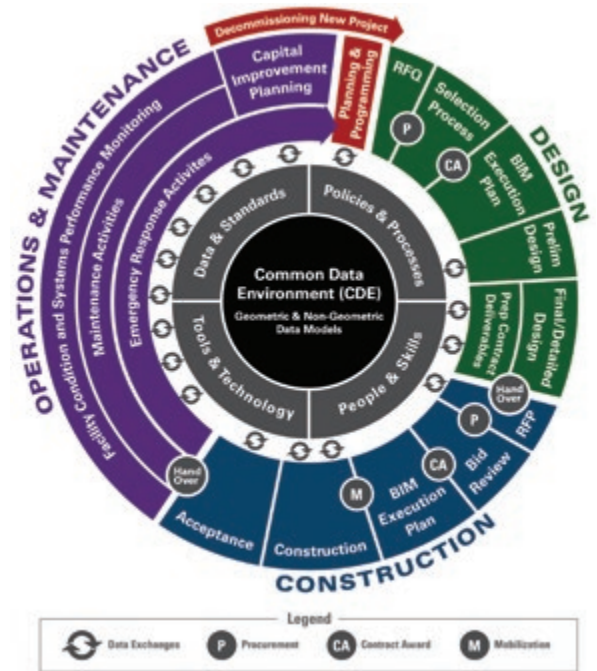 Decommissioning New Project
OPERATIONS & MAINTENANCE
Capital
Improvement
Planning
Planning &
Programming
RFQ
P
Selection
Process
CA
BIM
Execution
Plan
DESIGN
Prelim
Design
Final/Detailed
Design
Prep Contract
Deliverables
Hand
Over
RFP
P
Bid
Review
CA
BIM
Execution
Plan
M
Construction
Acceptance
CONSTRUCTION
Hand
Over
Facility Condition and Systems Performance Monitoring
Maintenance Activities
Emergency Response Activites
Data & Standards
Policies & Processes
Tools & Technology
People & Skills
Common Data
Environment (CDE)
Geometric & Non-Geometric
Data Models
Legend
Data Exchanges
P
Procurement
CA
Contract Award
M
Mobilization